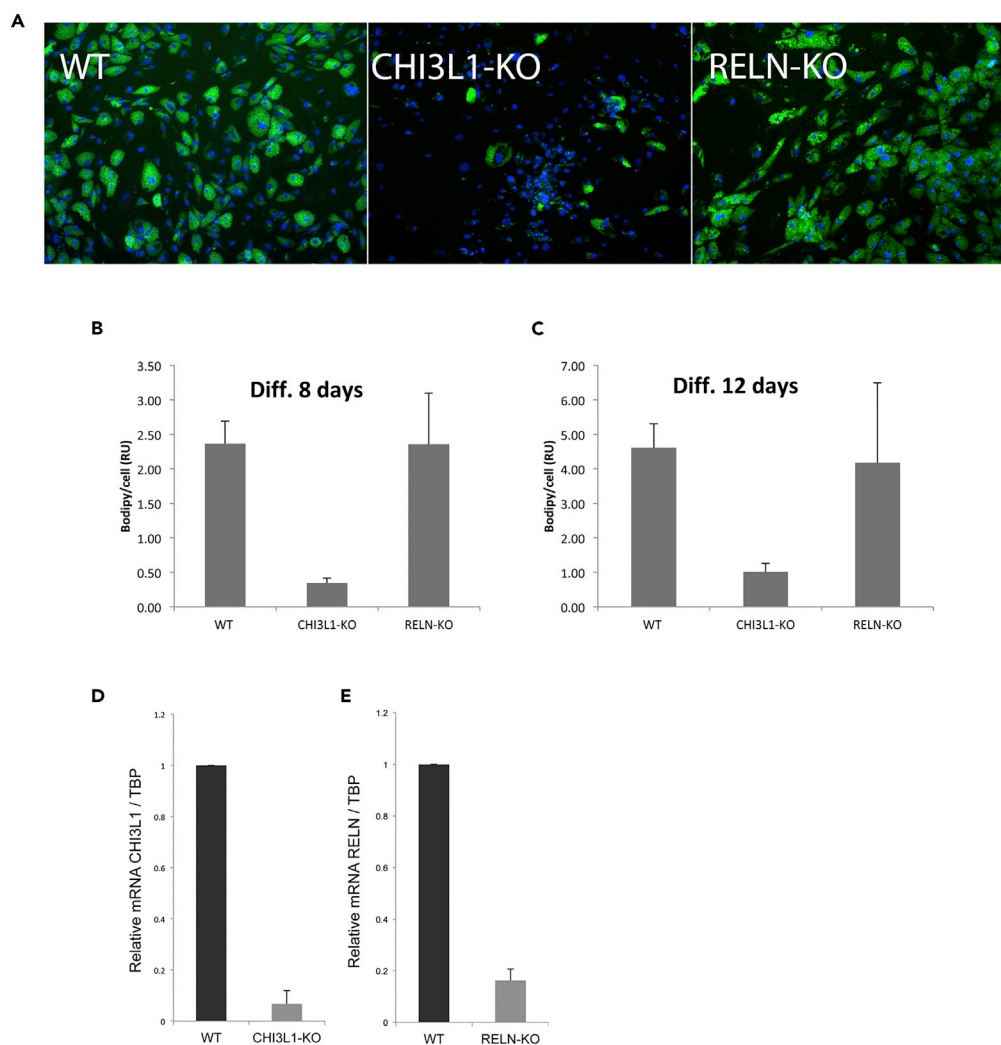 A
WT
CHI3L1-KO
RELN-KO
B
Diff. 8 days
Bodipy/cell (RU)
3.50
3.00
2.50
2.00
1.50
1.00
0.50
0.00
WT
CHI3L1-KO
RELN-KO
C
Diff. 12 days
Bodipy/cell (RU)
7.00
6.00
5.00
4.00
3.00
2.00
1.00
0.00
WT
CHI3L1-KO
RELN-KO
D
Relative mRNA CHI3L1 / TBP
1.2
1
0.8
0.6
0.4
0.2
0
WT
CHI3L1-KO
E
Relative mRNA RELN / TBP
1.2
1
0.8
0.6
0.4
0.2
0
WT
RELN-KO